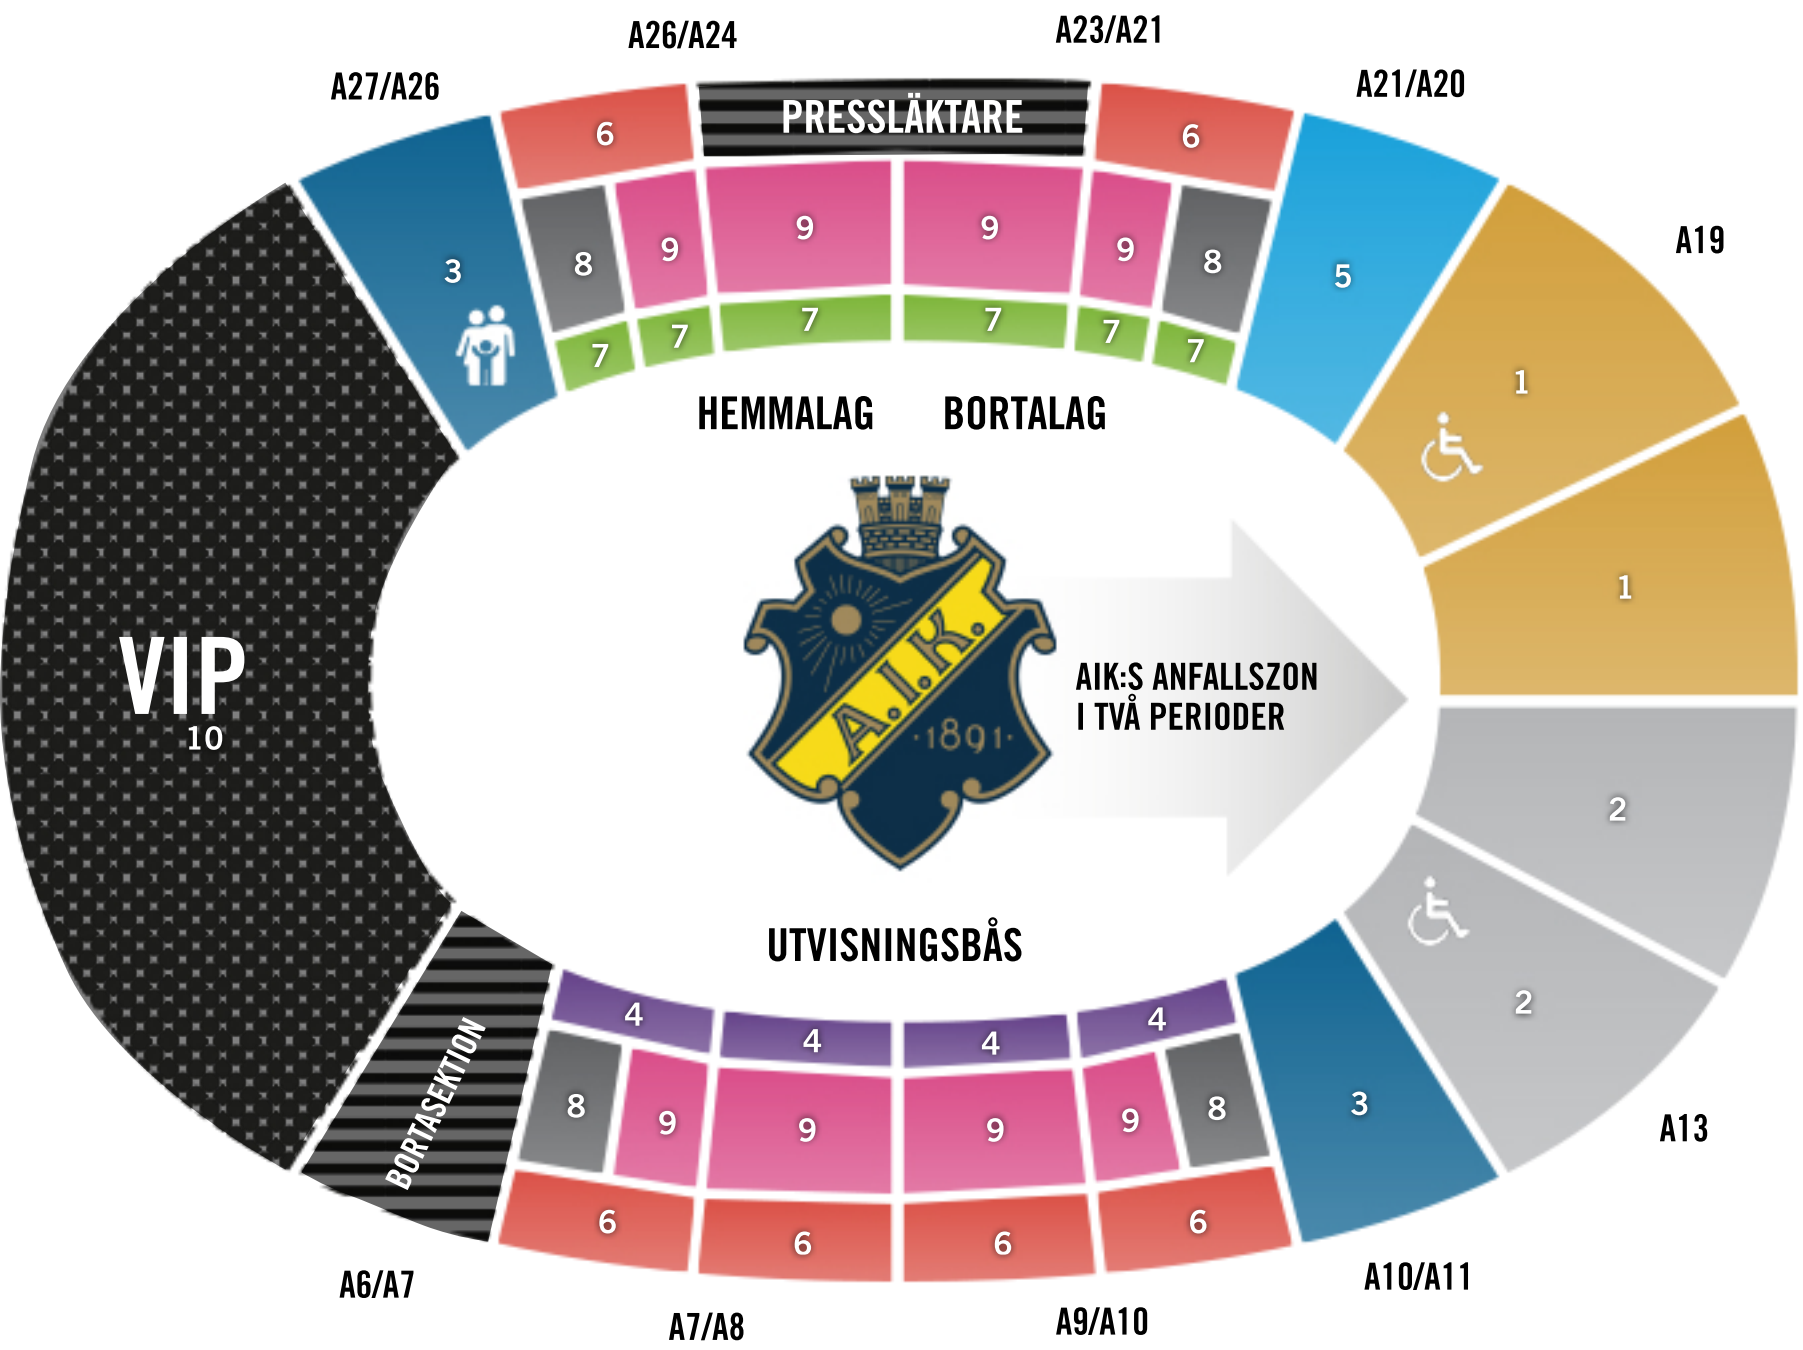 A26/A24
A23/A21
A27/A26
A21/A20
PRESSLÄKTARE
6
6
3
8
9
9
9
9
8
5
A19
7
7
7
7
7
7
1
HEMMALAG
BORTALAG
1
A.I.K.
1891
AIK:S ANFALLSZON
I TVÅ PERIODER
VIP
10
2
UTVISNINGSBÅS
2
4
4
4
4
BORTASEKTION
8
9
9
9
9
8
3
A13
6
6
6
6
A6/A7
A10/A11
A7/A8
A9/A10